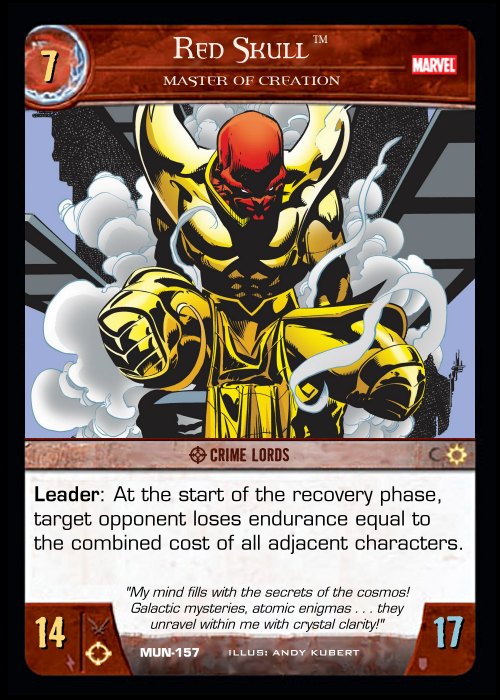 7
RED SKULL™
MASTER OF CREATION
MARVEL
CRIME LORDS
C
Leader: At the start of the recovery phase,
target opponent loses endurance equal to
the combined cost of all adjacent characters.
"My mind fills with the secrets of the cosmos!
Galactic mysteries, atomic enigmas . . . they
unravel within me with crystal clarity!"
14
MUN-157 ILLUS: ANDY KUBERT
17